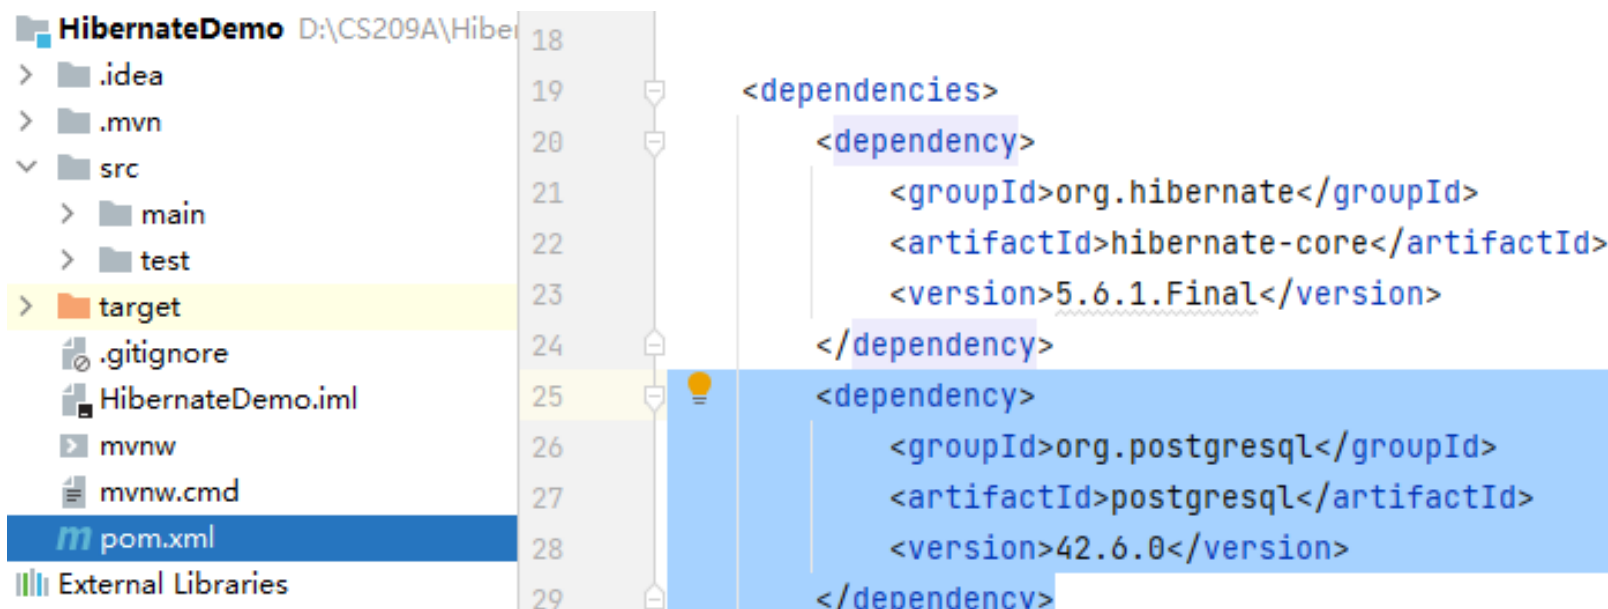 HibernateDemo D:\CS209A\Hiber
.idea
.mvn
src
main
test
target
.gitignore
HibernateDemo.iml
mvnw
mvnw.cmd
pom.xml
External Libraries
18
19 <dependencies>
20 <dependency>
21 <groupId>org.hibernate</groupId>
22 <artifactId>hibernate-core</artifactId>
23 <version>5.6.1.Final</version>
24 </dependency>
25 <dependency>
26 <groupId>org.postgresql</groupId>
27 <artifactId>postgresql</artifactId>
28 <version>42.6.0</version>
29 </dependency>